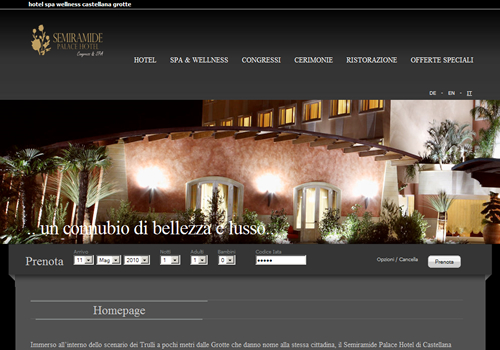 hotel spa wellness castellana grotte
SEMIRAMIDE
PALACE HOTEL
Congressi & SPA
HOTEL SPA & WELLNESS CONGRESSI CERIMONIE RISTORAZIONE OFFERTE SPECIALI
DE - EN - IT
... un connubio di bellezza e lusso...
Prenota
Arrivo Notti Adulti Bambini Codice Iata
11 Mag 2010 1 1 0 •••••
Opzioni / Cancella Prenota
Homepage
Immerso all'interno dello scenario dei Trulli a pochi metri dalle Grotte che danno nome alla stessa cittadina, il Semiramide Palace Hotel di Castellana